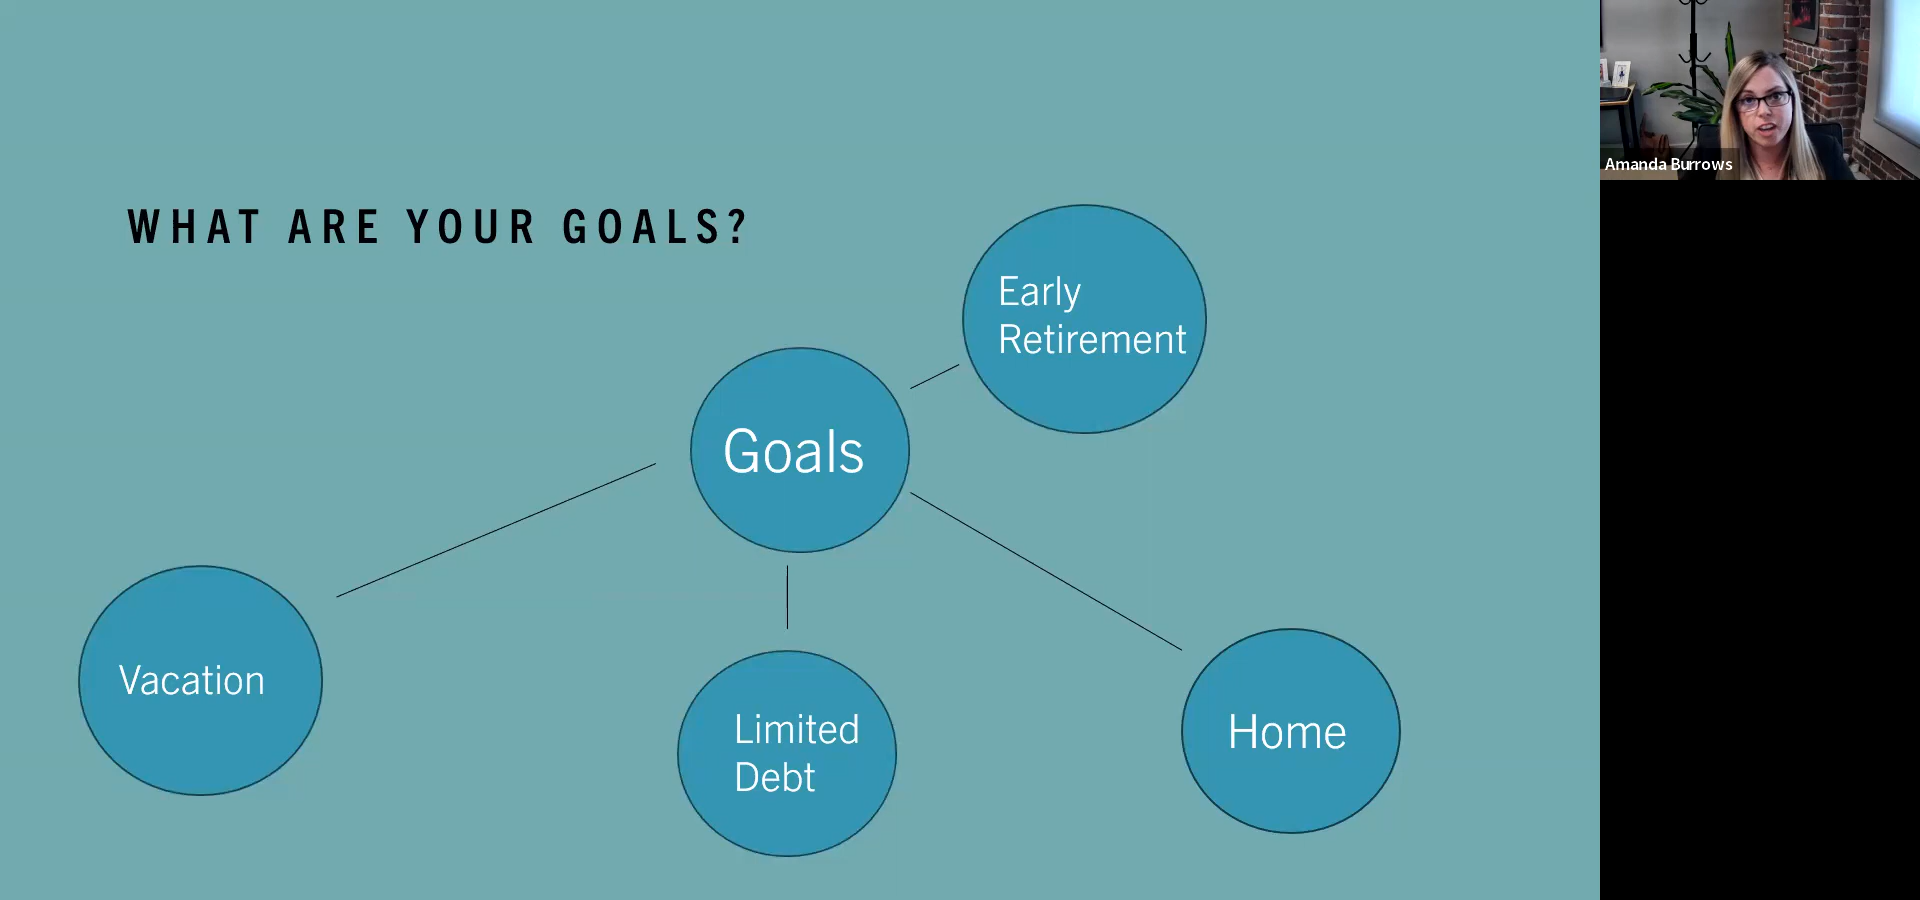 WHAT ARE YOUR GOALS?
Early
Retirement
Goals
Vacation
Limited
Debt
Home
Amanda Burrows